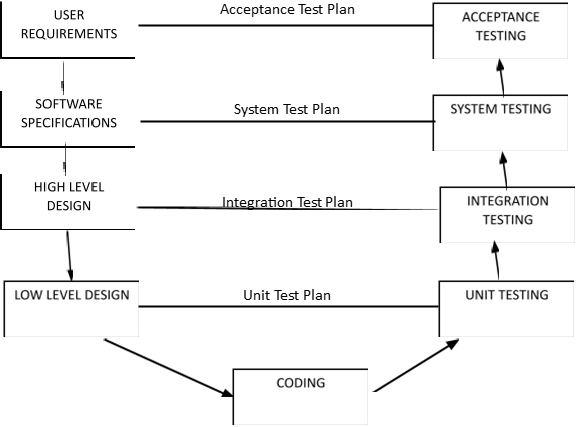 USER
REQUIREMENTS
Acceptance Test Plan
ACCEPTANCE
TESTING
SOFTWARE
SPECIFICATIONS
System Test Plan
SYSTEM TESTING
HIGH LEVEL
DESIGN
Integration Test Plan
INTEGRATION
TESTING
LOW LEVEL DESIGN
Unit Test Plan
UNIT TESTING
CODING